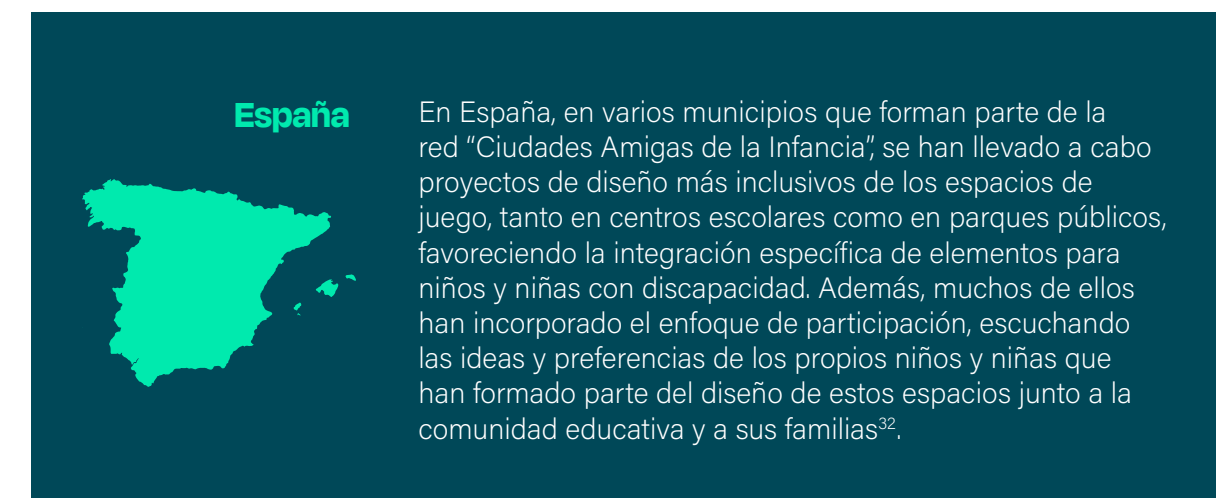 España
En España, en varios municipios que forman parte de la
red “Ciudades Amigas de la Infancia”, se han llevado a cabo
proyectos de diseño más inclusivos de los espacios de
juego, tanto en centros escolares como en parques públicos,
favoreciendo la integración específica de elementos para
niños y niñas con discapacidad. Además, muchos de ellos
han incorporado el enfoque de participación, escuchando
las ideas y preferencias de los propios niños y niñas que
han formado parte del diseño de estos espacios junto a la
comunidad educativa y a sus familias³².